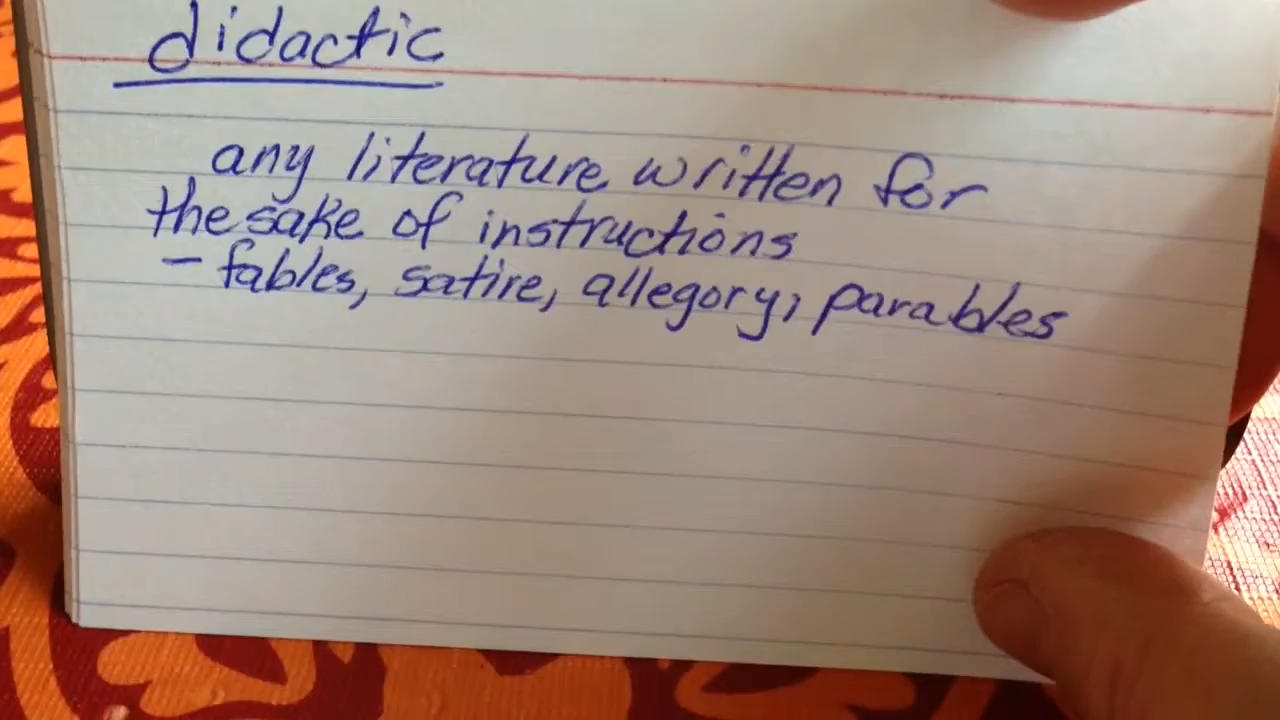 didactic
any literature written for
the sake of instructions
- fables, satire, allegory, parables